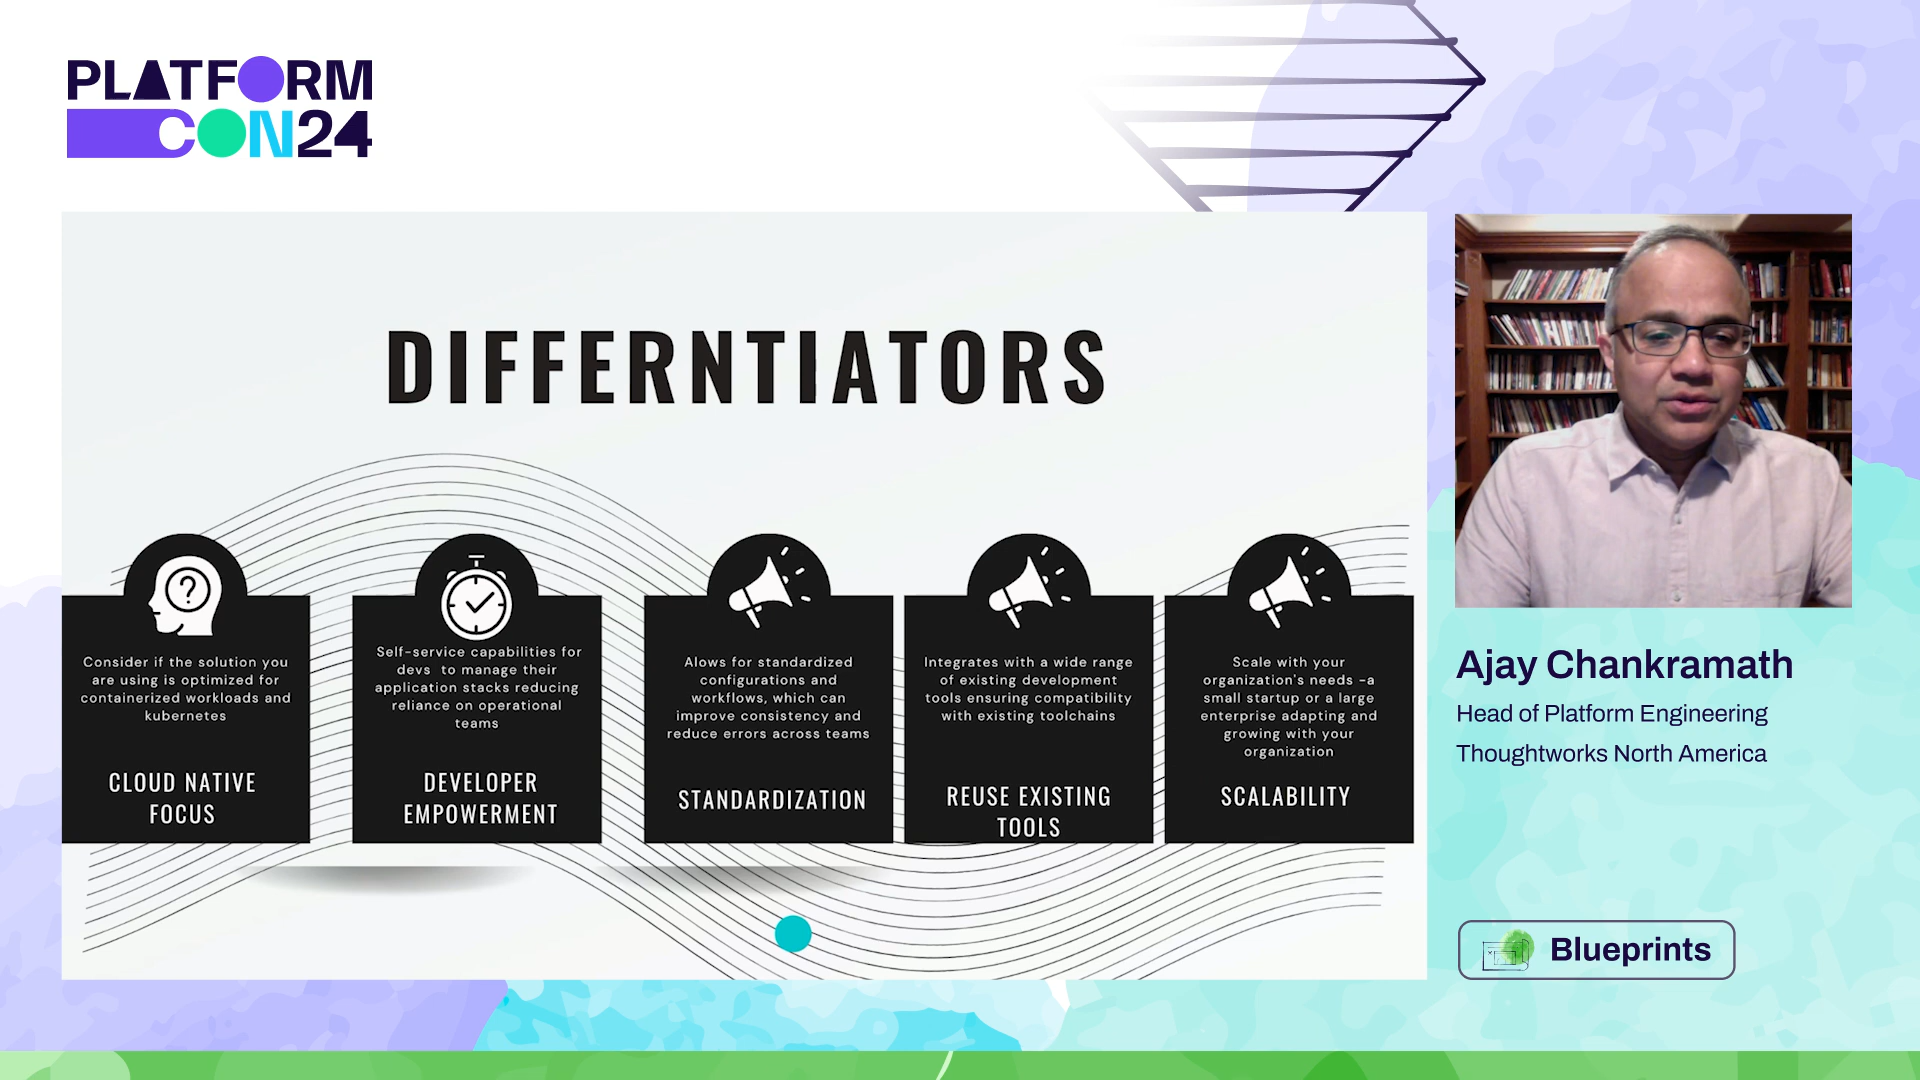 PLATFORM
CON24
DIFFERNTIATORS
Consider if the solution you
are using is optimized for
containerized workloads and
kubernetes
CLOUD NATIVE
FOCUS
Self-service capabilities for
devs to manage their
application stacks reducing
reliance on operational
teams
DEVELOPER
EMPOWERMENT
Alows for standardized
configurations and
workflows, which can
improve consistency and
reduce errors across teams
STANDARDIZATION
Integrates with a wide range
of existing development
tools ensuring compatibility
with existing toolchains
REUSE EXISTING
TOOLS
Scale with your
organization's needs -a
small startup or a large
enterprise adapting and
growing with your
organization
SCALABILITY
Ajay Chankramath
Head of Platform Engineering
Thoughtworks North America
Blueprints